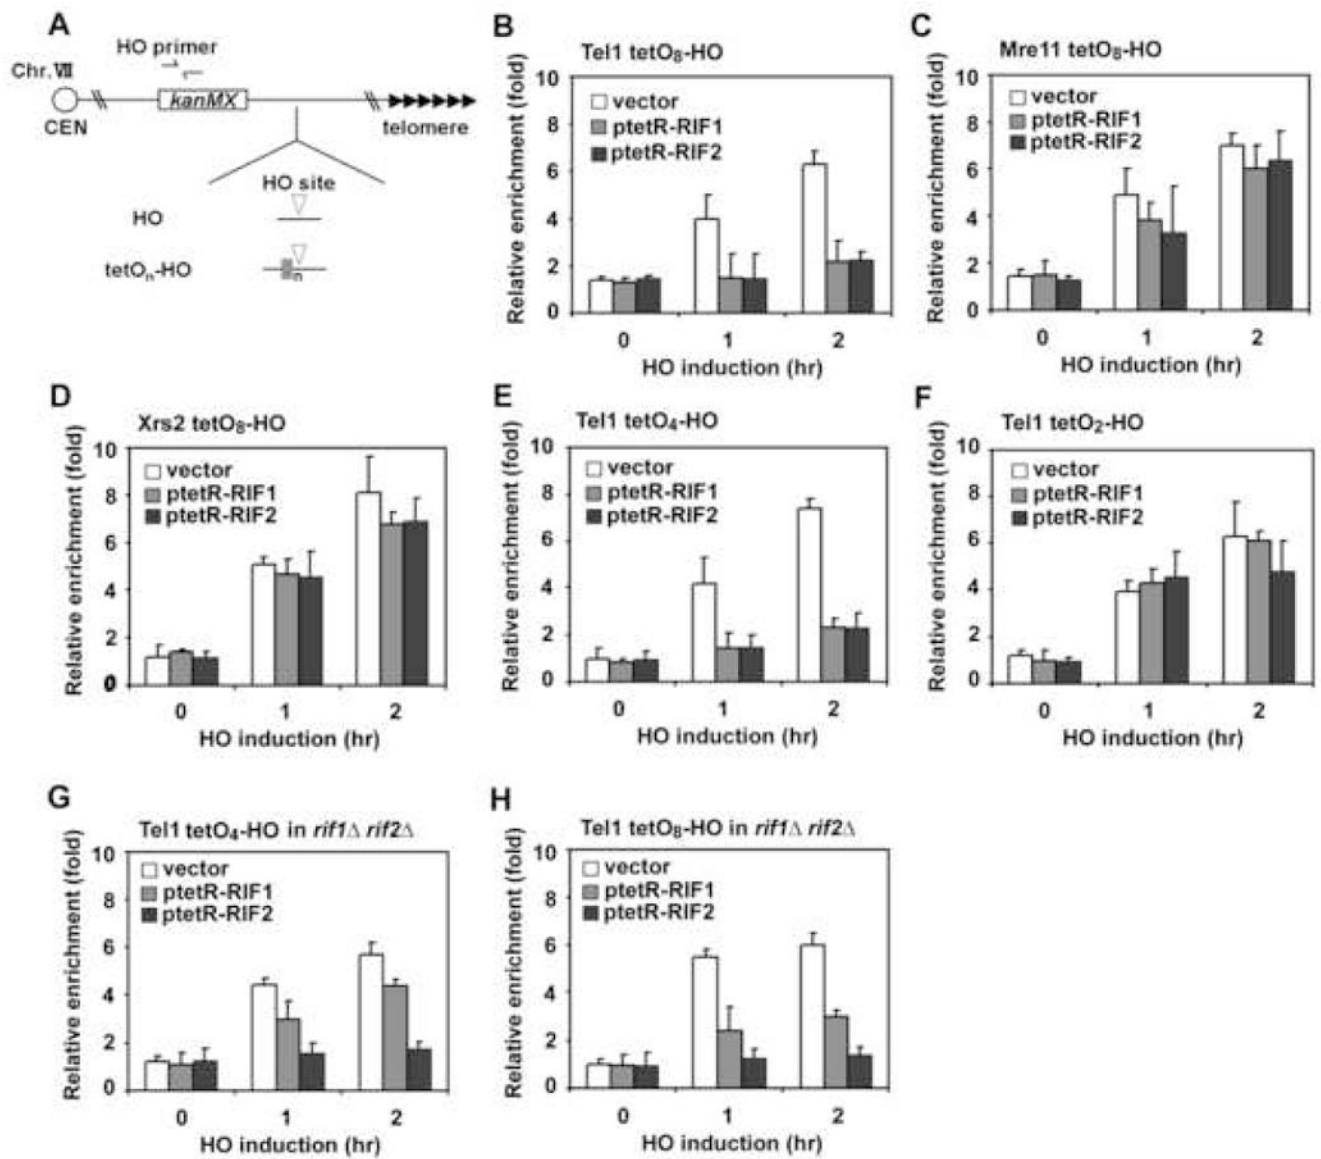 A
HO primer
Chr. Ⅶ
kanMX
CEN
telomere
HO site
HO
tetOn-HO
n
B
Tel1 tetO8-HO
Relative enrichment (fold)
10
8
6
4
2
0
vector
ptetR-RIF1
ptetR-RIF2
0 1 2
HO induction (hr)
C
Mre11 tetO8-HO
Relative enrichment (fold)
10
8
6
4
2
0
vector
ptetR-RIF1
ptetR-RIF2
0 1 2
HO induction (hr)
D
Xrs2 tetO8-HO
Relative enrichment (fold)
10
8
6
4
2
0
vector
ptetR-RIF1
ptetR-RIF2
0 1 2
HO induction (hr)
E
Tel1 tetO4-HO
Relative enrichment (fold)
10
8
6
4
2
0
vector
ptetR-RIF1
ptetR-RIF2
0 1 2
HO induction (hr)
F
Tel1 tetO2-HO
Relative enrichment (fold)
10
8
6
4
2
0
vector
ptetR-RIF1
ptetR-RIF2
0 1 2
HO induction (hr)
G
Tel1 tetO4-HO in rif1Δ rif2Δ
Relative enrichment (fold)
10
8
6
4
2
0
vector
ptetR-RIF1
ptetR-RIF2
0 1 2
HO induction (hr)
H
Tel1 tetO8-HO in rif1Δ rif2Δ
Relative enrichment (fold)
10
8
6
4
2
0
vector
ptetR-RIF1
ptetR-RIF2
0 1 2
HO induction (hr)